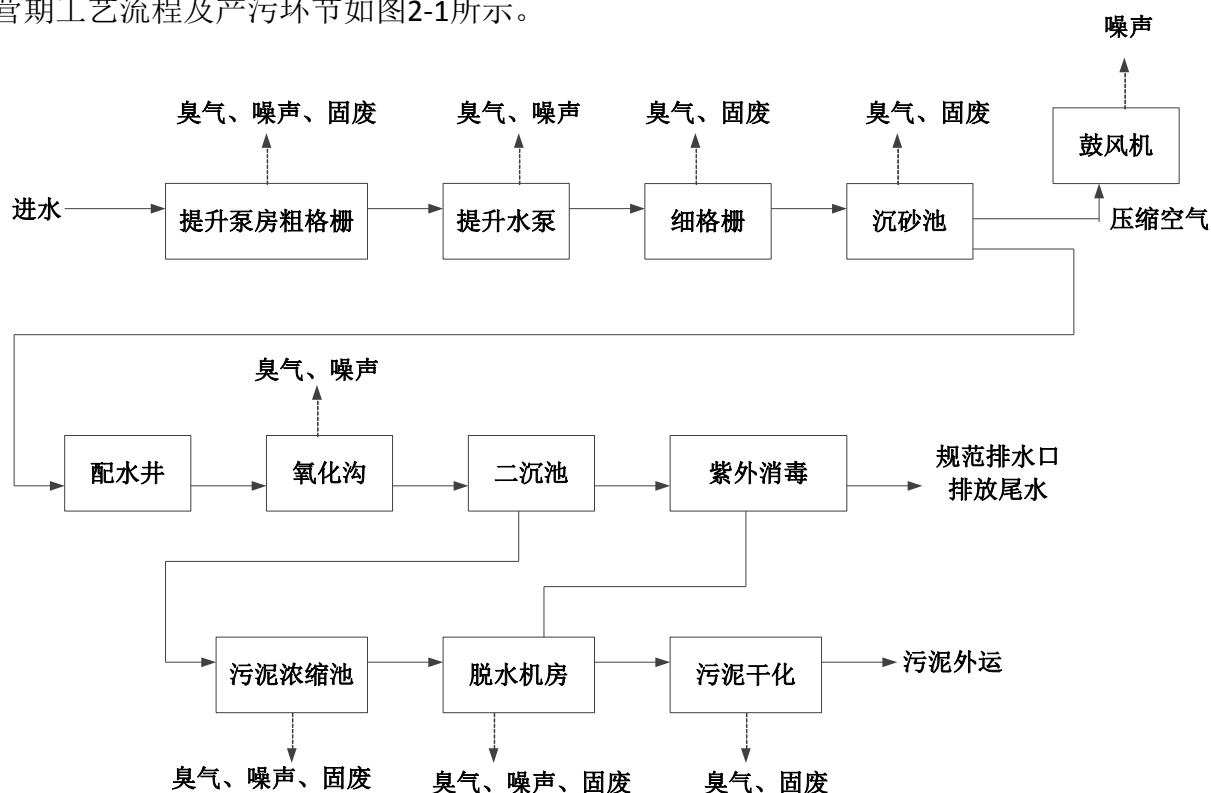 营期工艺流程及产污环节如图2-1所示。
噪声
臭气、噪声、固废
臭气、噪声
臭气、固废
臭气、固废
鼓风机
进水
提升泵房粗格栅
提升水泵
细格栅
沉砂池
压缩空气
臭气、噪声
配水井
氧化沟
二沉池
紫外消毒
规范排水口
排放尾水
污泥浓缩池
脱水机房
污泥干化
污泥外运
臭气、噪声、固废
臭气、噪声、固废
臭气、固废